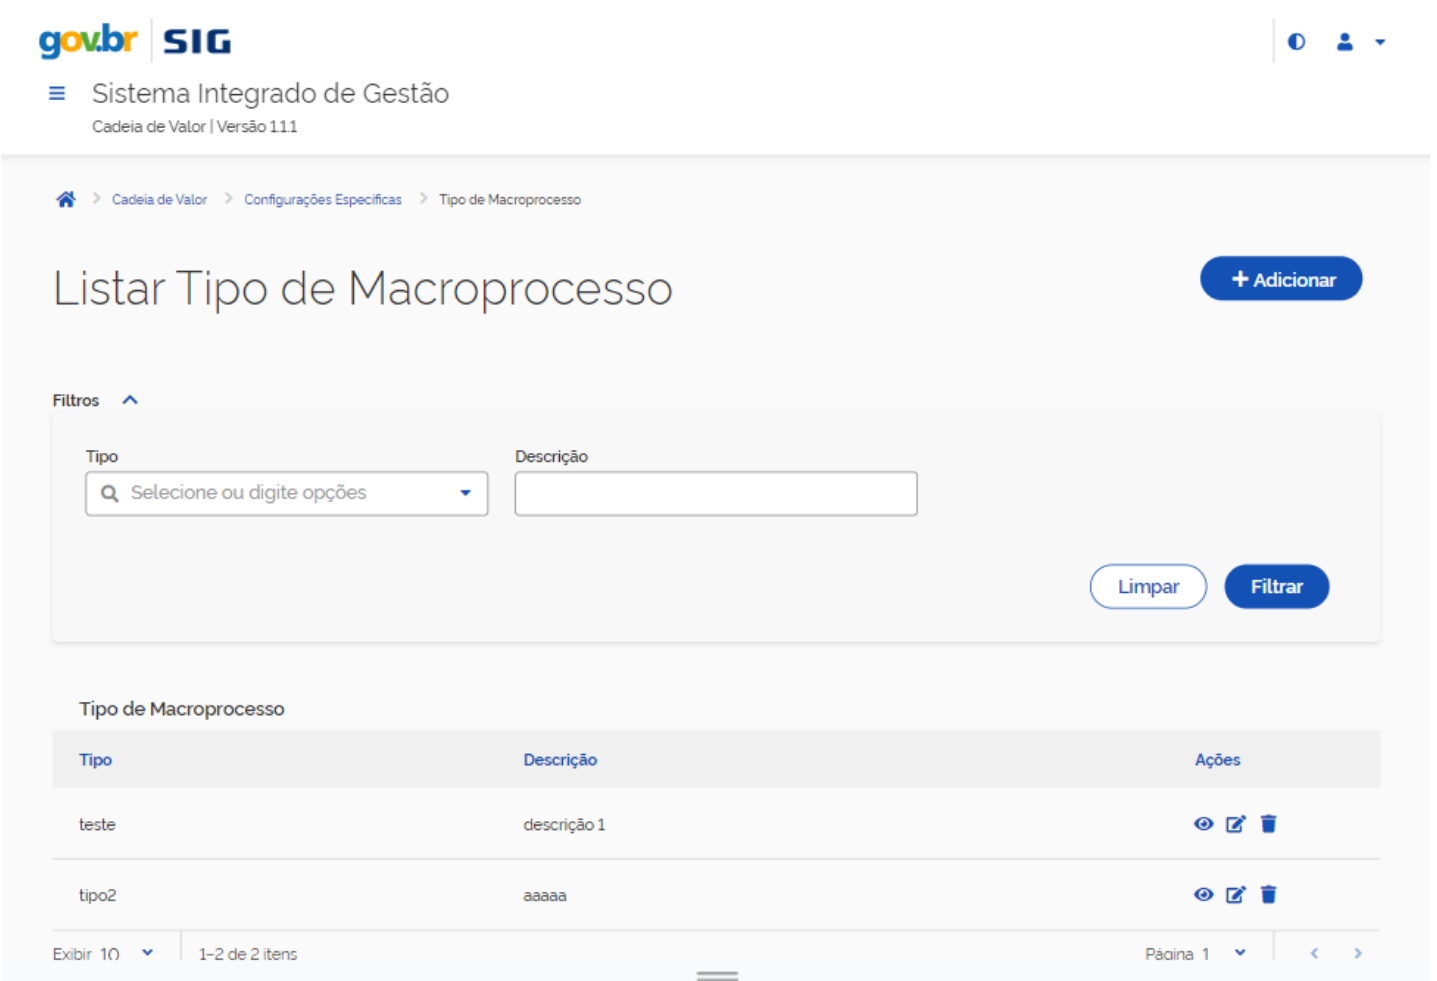 gov.br SIG
Sistema Integrado de Gestão
Cadeia de Valor | Versão 1.1.1
Cadeia de Valor > Configurações Específicas > Tipo de Macroprocesso
Listar Tipo de Macroprocesso
+ Adicionar
Filtros
Tipo Descrição
Selecione ou digite opções
Limpar Filtrar
Tipo de Macroprocesso
Tipo Descrição Ações
teste descrição 1
tipo2 aaaaa
Exibir 10 1-2 de 2 itens Página 1